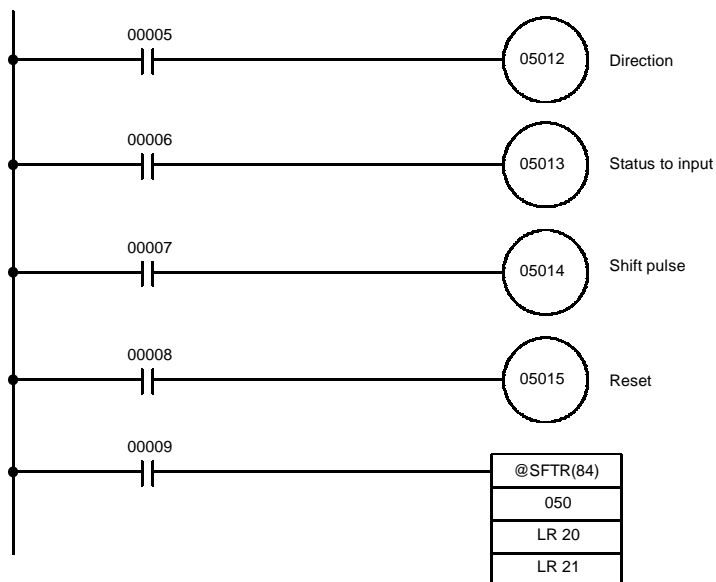 00005
05012 Direction
00006
05013 Status to input
00007
05014 Shift pulse
00008
05015 Reset
00009
@SFTR(84)
050
LR 20
LR 21